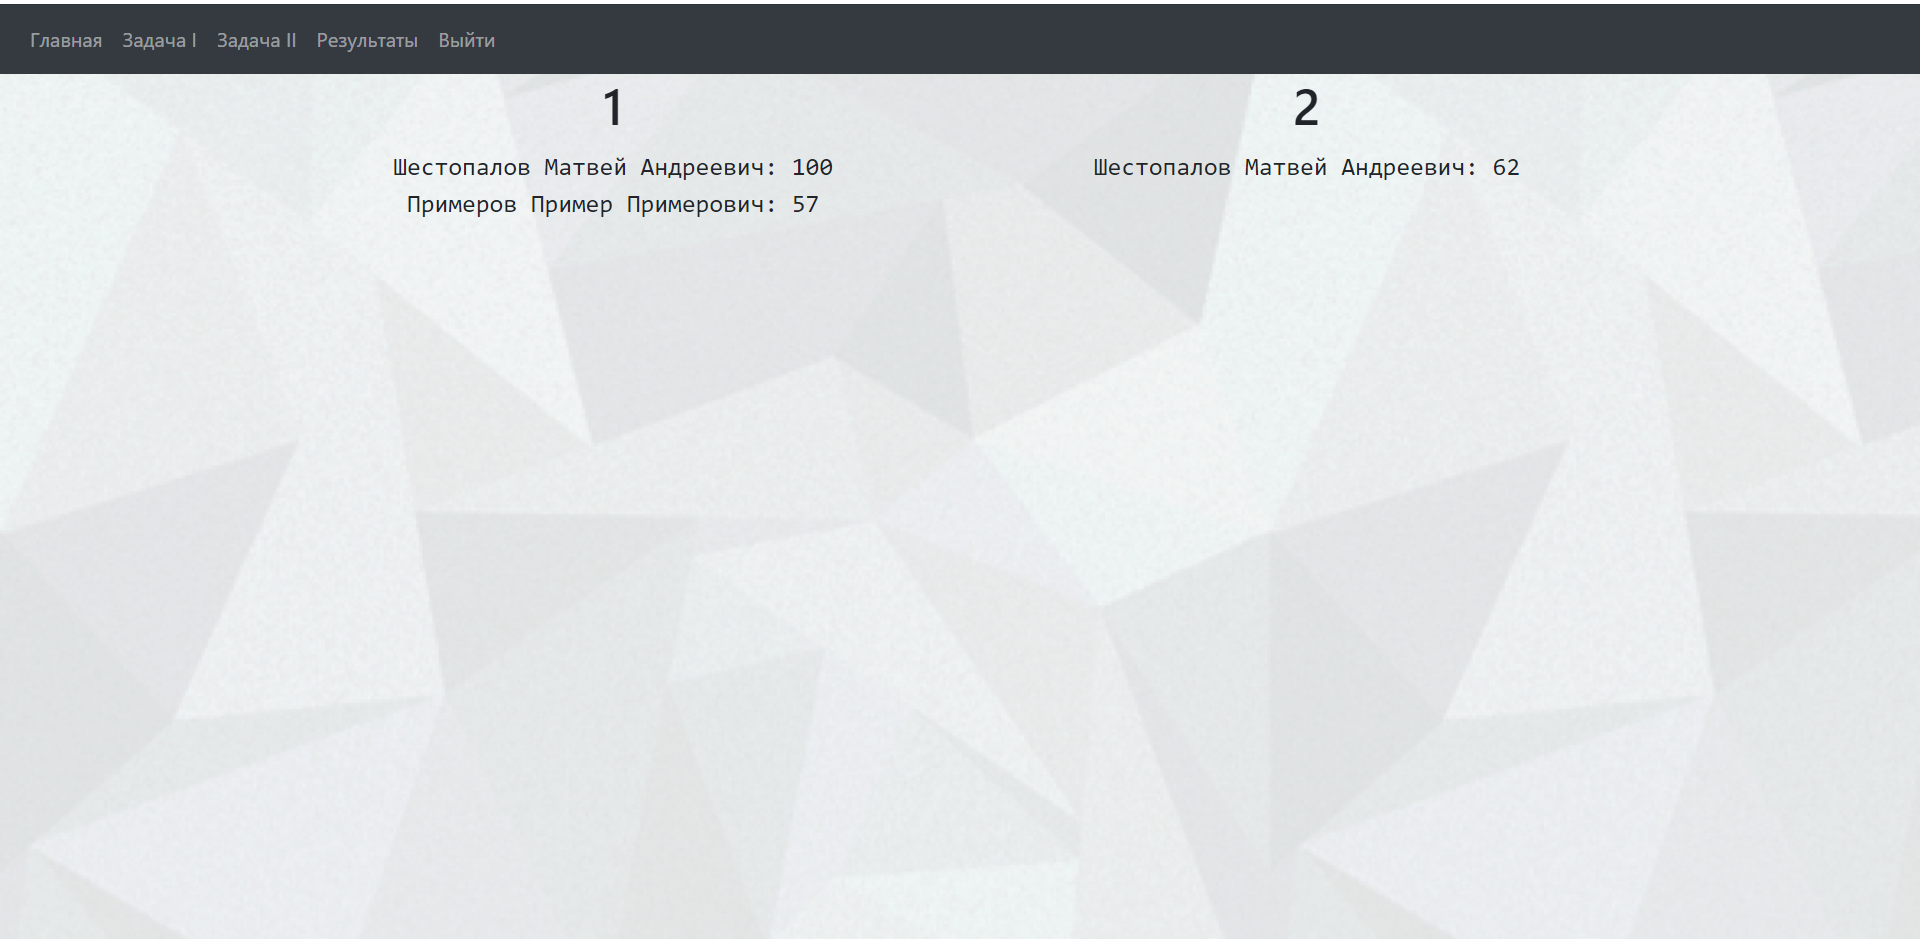 Главная Задача I Задача II Результаты Выйти
1
Шестопалов Матвей Андреевич: 100
Примеров Пример Примерович: 57
2
Шестопалов Матвей Андреевич: 62